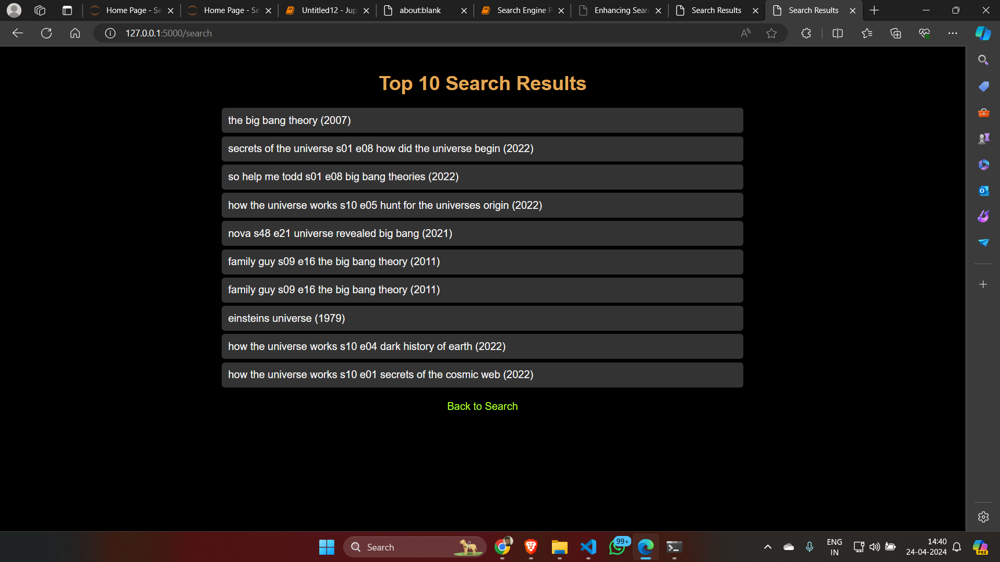 Home Page - Se
Home Page - Se
Untitled12 - Jup
about:blank
Search Engine P
Enhancing Searc
Search Results
Search Results
127.0.0.1:5000/search
Top 10 Search Results
the big bang theory (2007)
secrets of the universe s01 e08 how did the universe begin (2022)
so help me todd s01 e08 big bang theories (2022)
how the universe works s10 e05 hunt for the universes origin (2022)
nova s48 e21 universe revealed big bang (2021)
family guy s09 e16 the big bang theory (2011)
family guy s09 e16 the big bang theory (2011)
einsteins universe (1979)
how the universe works s10 e04 dark history of earth (2022)
how the universe works s10 e01 secrets of the cosmic web (2022)
Back to Search
Search
99+
ENG
IN
14:40
24-04-2024
PRE